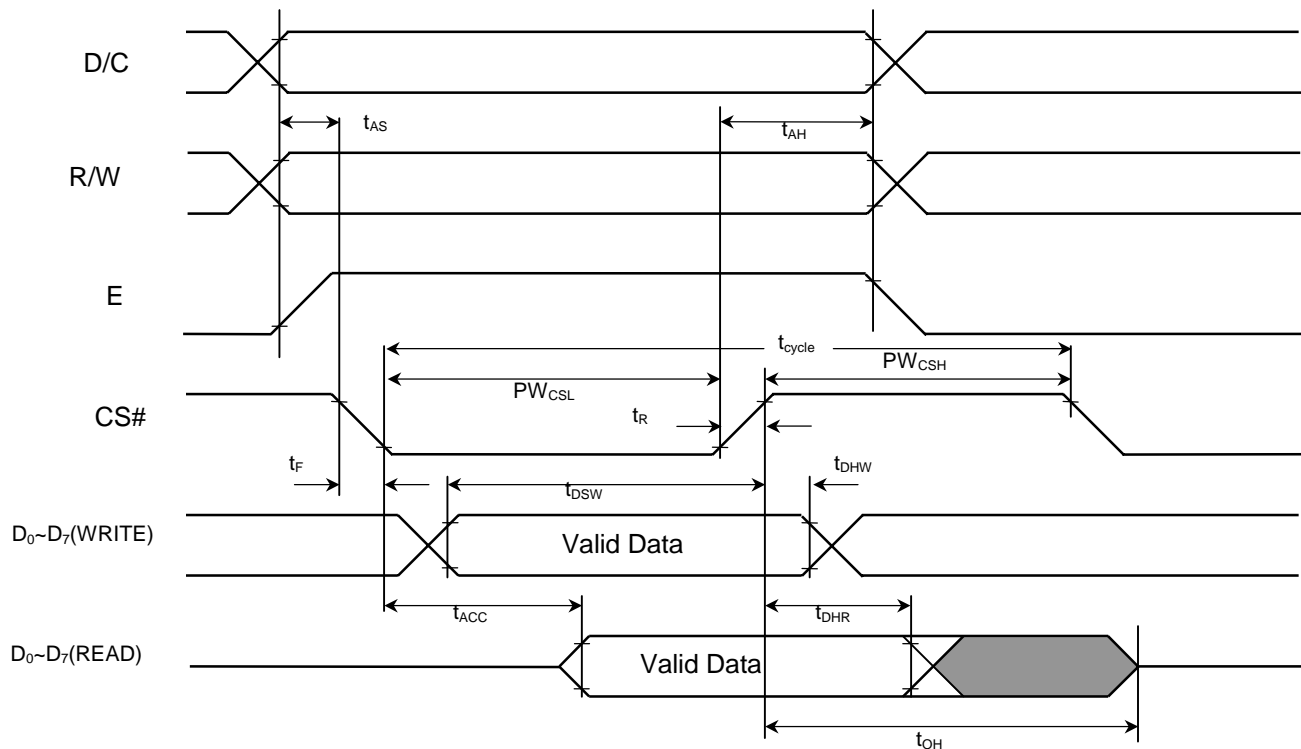 D/C
tAS
tAH
R/W
E
tcycle
PWCSL
PWCSH
CS#
tR
tF
tDSW
tDHW
D0~D7(WRITE)
Valid Data
tACC
tDHR
D0~D7(READ)
Valid Data
tOH